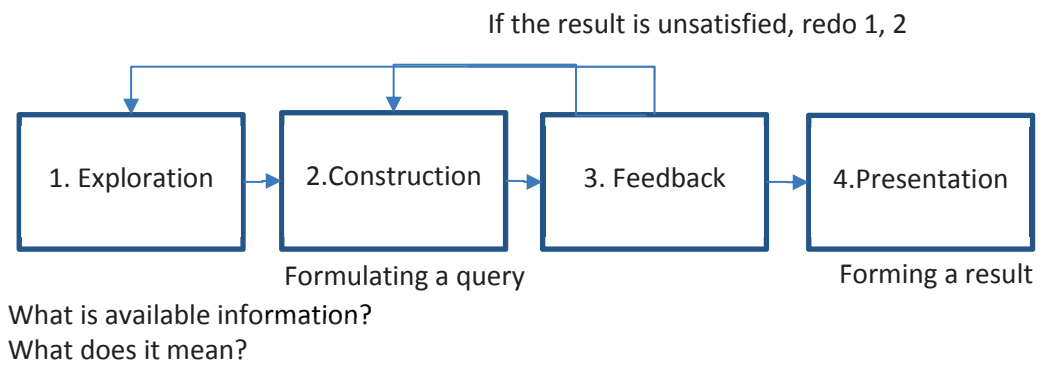 If the result is unsatisfied, redo 1, 2
1. Exploration
2.Construction
3. Feedback
4.Presentation
Formulating a query
Forming a result
What is available information?
What does it mean?